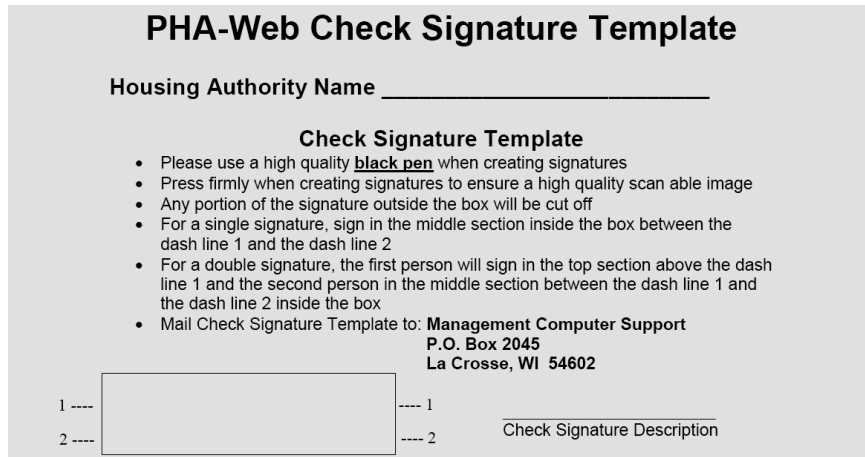 PHA-Web Check Signature Template
Housing Authority Name ___________________________
Check Signature Template
• Please use a high quality black pen when creating signatures
• Press firmly when creating signatures to ensure a high quality scan able image
• Any portion of the signature outside the box will be cut off
• For a single signature, sign in the middle section inside the box between the
dash line 1 and the dash line 2
• For a double signature, the first person will sign in the top section above the dash
line 1 and the second person in the middle section between the dash line 1 and
the dash line 2 inside the box
• Mail Check Signature Template to: Management Computer Support
P.O. Box 2045
La Crosse, WI 54602
1 ---- ---- 1
2 ---- ---- 2
Check Signature Description